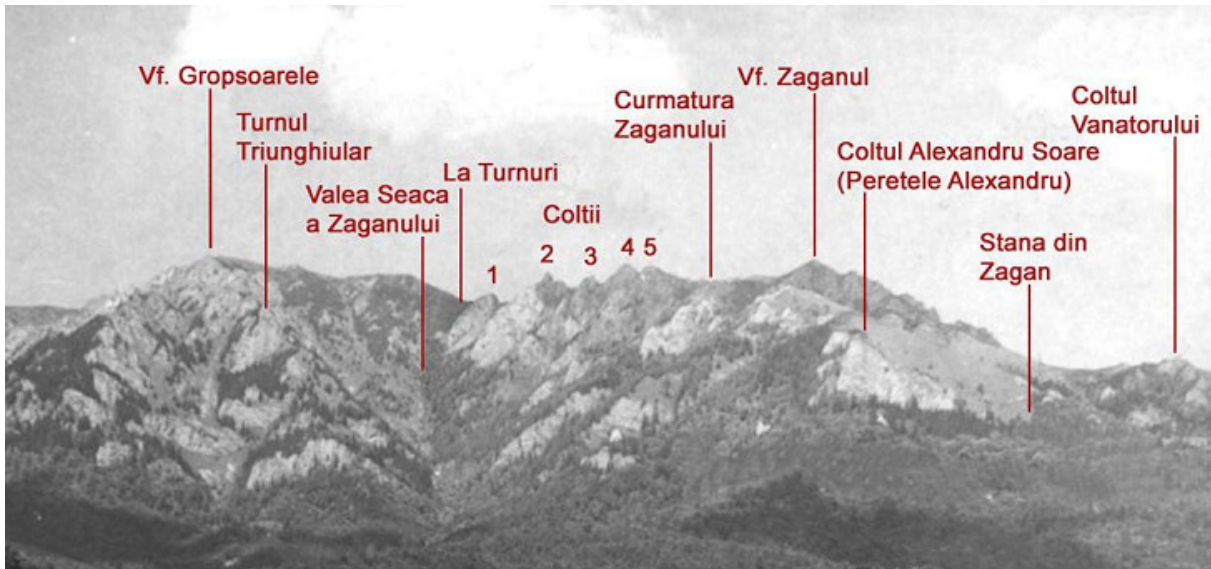 Vf. Gropsoarele
Turnul
Triunghiular
Valea Seaca
a Zaganului
La Turnuri
Coltii
1
2
3
4
5
Curmatura
Zaganului
Vf. Zaganul
Coltul Alexandru Soare
(Peretele Alexandru)
Stana din
Zagan
Coltul
Vanatorului